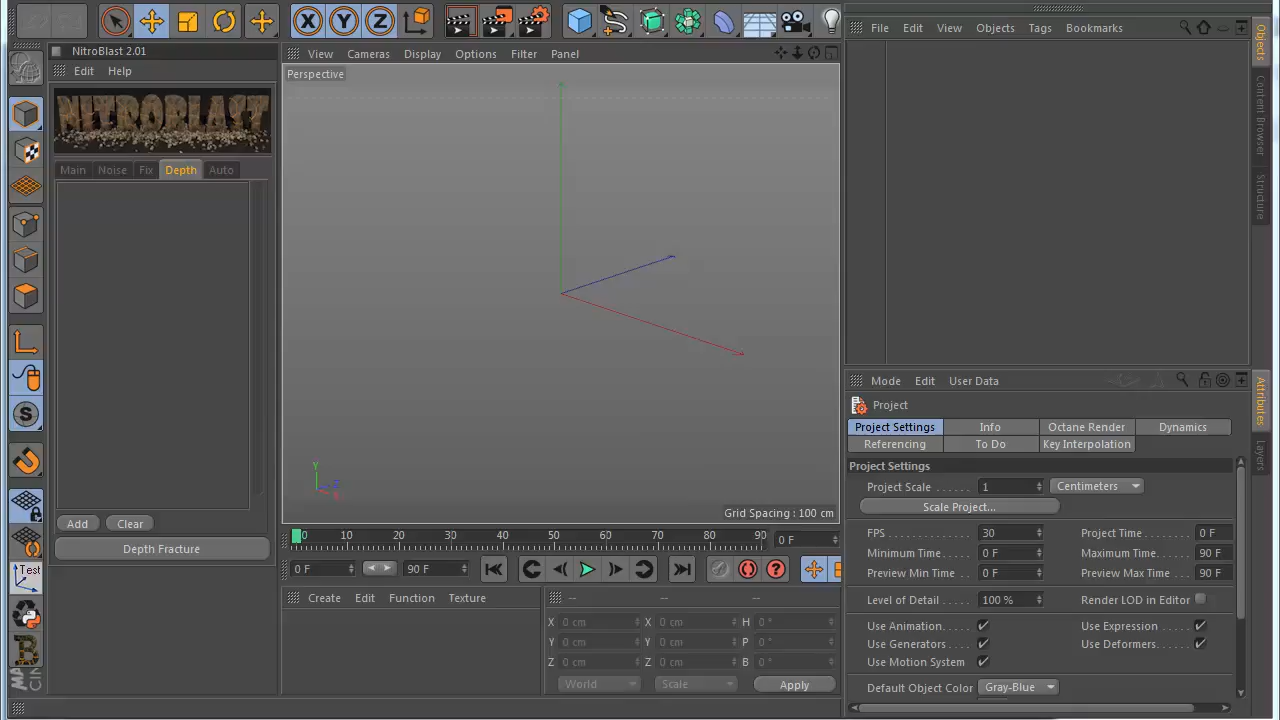 X Y Z
File Edit View Objects Tags Bookmarks
Objects
Content Browser
Structure
NitroBlast 2.01
Edit Help
NITROBLAST
Main Noise Fix Depth Auto
Add Clear
Depth Fracture
View Cameras Display Options Filter Panel
Perspective
Y
Z
X
Grid Spacing : 100 cm
0 10 20 30 40 50 60 70 80 90 0 F
0 F 90 F
Create Edit Function Texture
-- -- --
X 0 cm X 0 cm H 0 °
Y 0 cm Y 0 cm P 0 °
Z 0 cm Z 0 cm B 0 °
World Scale Apply
S
Test
Mode Edit User Data
Attributes
Layers
Project
Project Settings Info Octane Render Dynamics
Referencing To Do Key Interpolation
Project Settings
Project Scale ...... 1 Centimeters
Scale Project...
FPS .............. 30 Project Time : 0 F
Minimum Time. . . 0 F Maximum Time. . . 90 F
Preview Min Time 0 F Preview Max Time 90 F
Level of Detail . . . 100 % Render LOD in Editor
Use Animation. . . . Use Expression . . . .
Use Generators . . . Use Deformers. . . .
Use Motion System
Default Object Color Gray-Blue